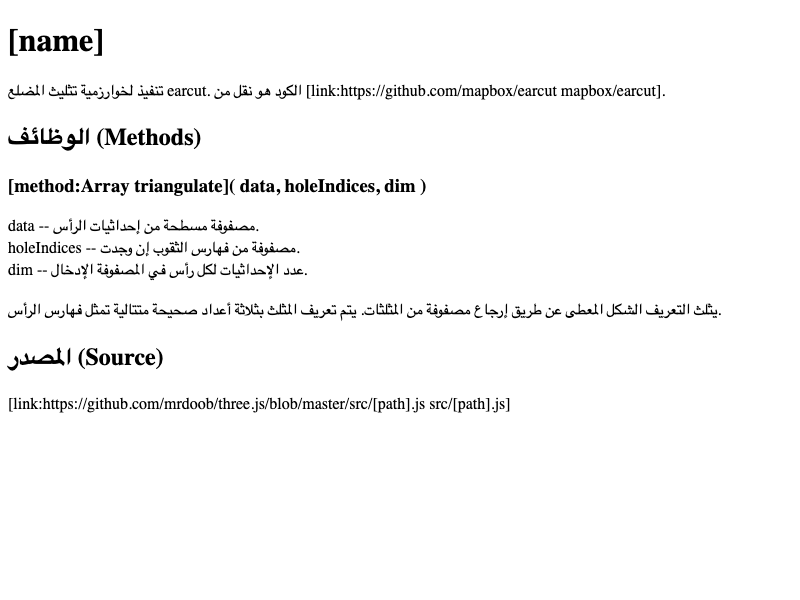 [name]
تنفيذ لخوارزمية تثليث المضلع earcut. الكود هو نقل من [link:https://github.com/mapbox/earcut mapbox/earcut].
الوظائف (Methods)
[method:Array triangulate]( data, holeIndices, dim )
data -- مصفوفة مسطحة من إحداثيات الرأس.
holeIndices -- مصفوفة من فهارس الثقوب إن وجدت.
dim -- عدد الإحداثيات لكل رأس في المصفوفة الإدخال.
يثلث التعريف الشكل المعطى عن طريق إرجاع مصفوفة من المثلثات. يتم تعريف المثلث بثلاثة أعداد صحيحة متتالية تمثل فهارس الرأس.
المصدر (Source)
[link:https://github.com/mrdoob/three.js/blob/master/src/[path].js src/[path].js]